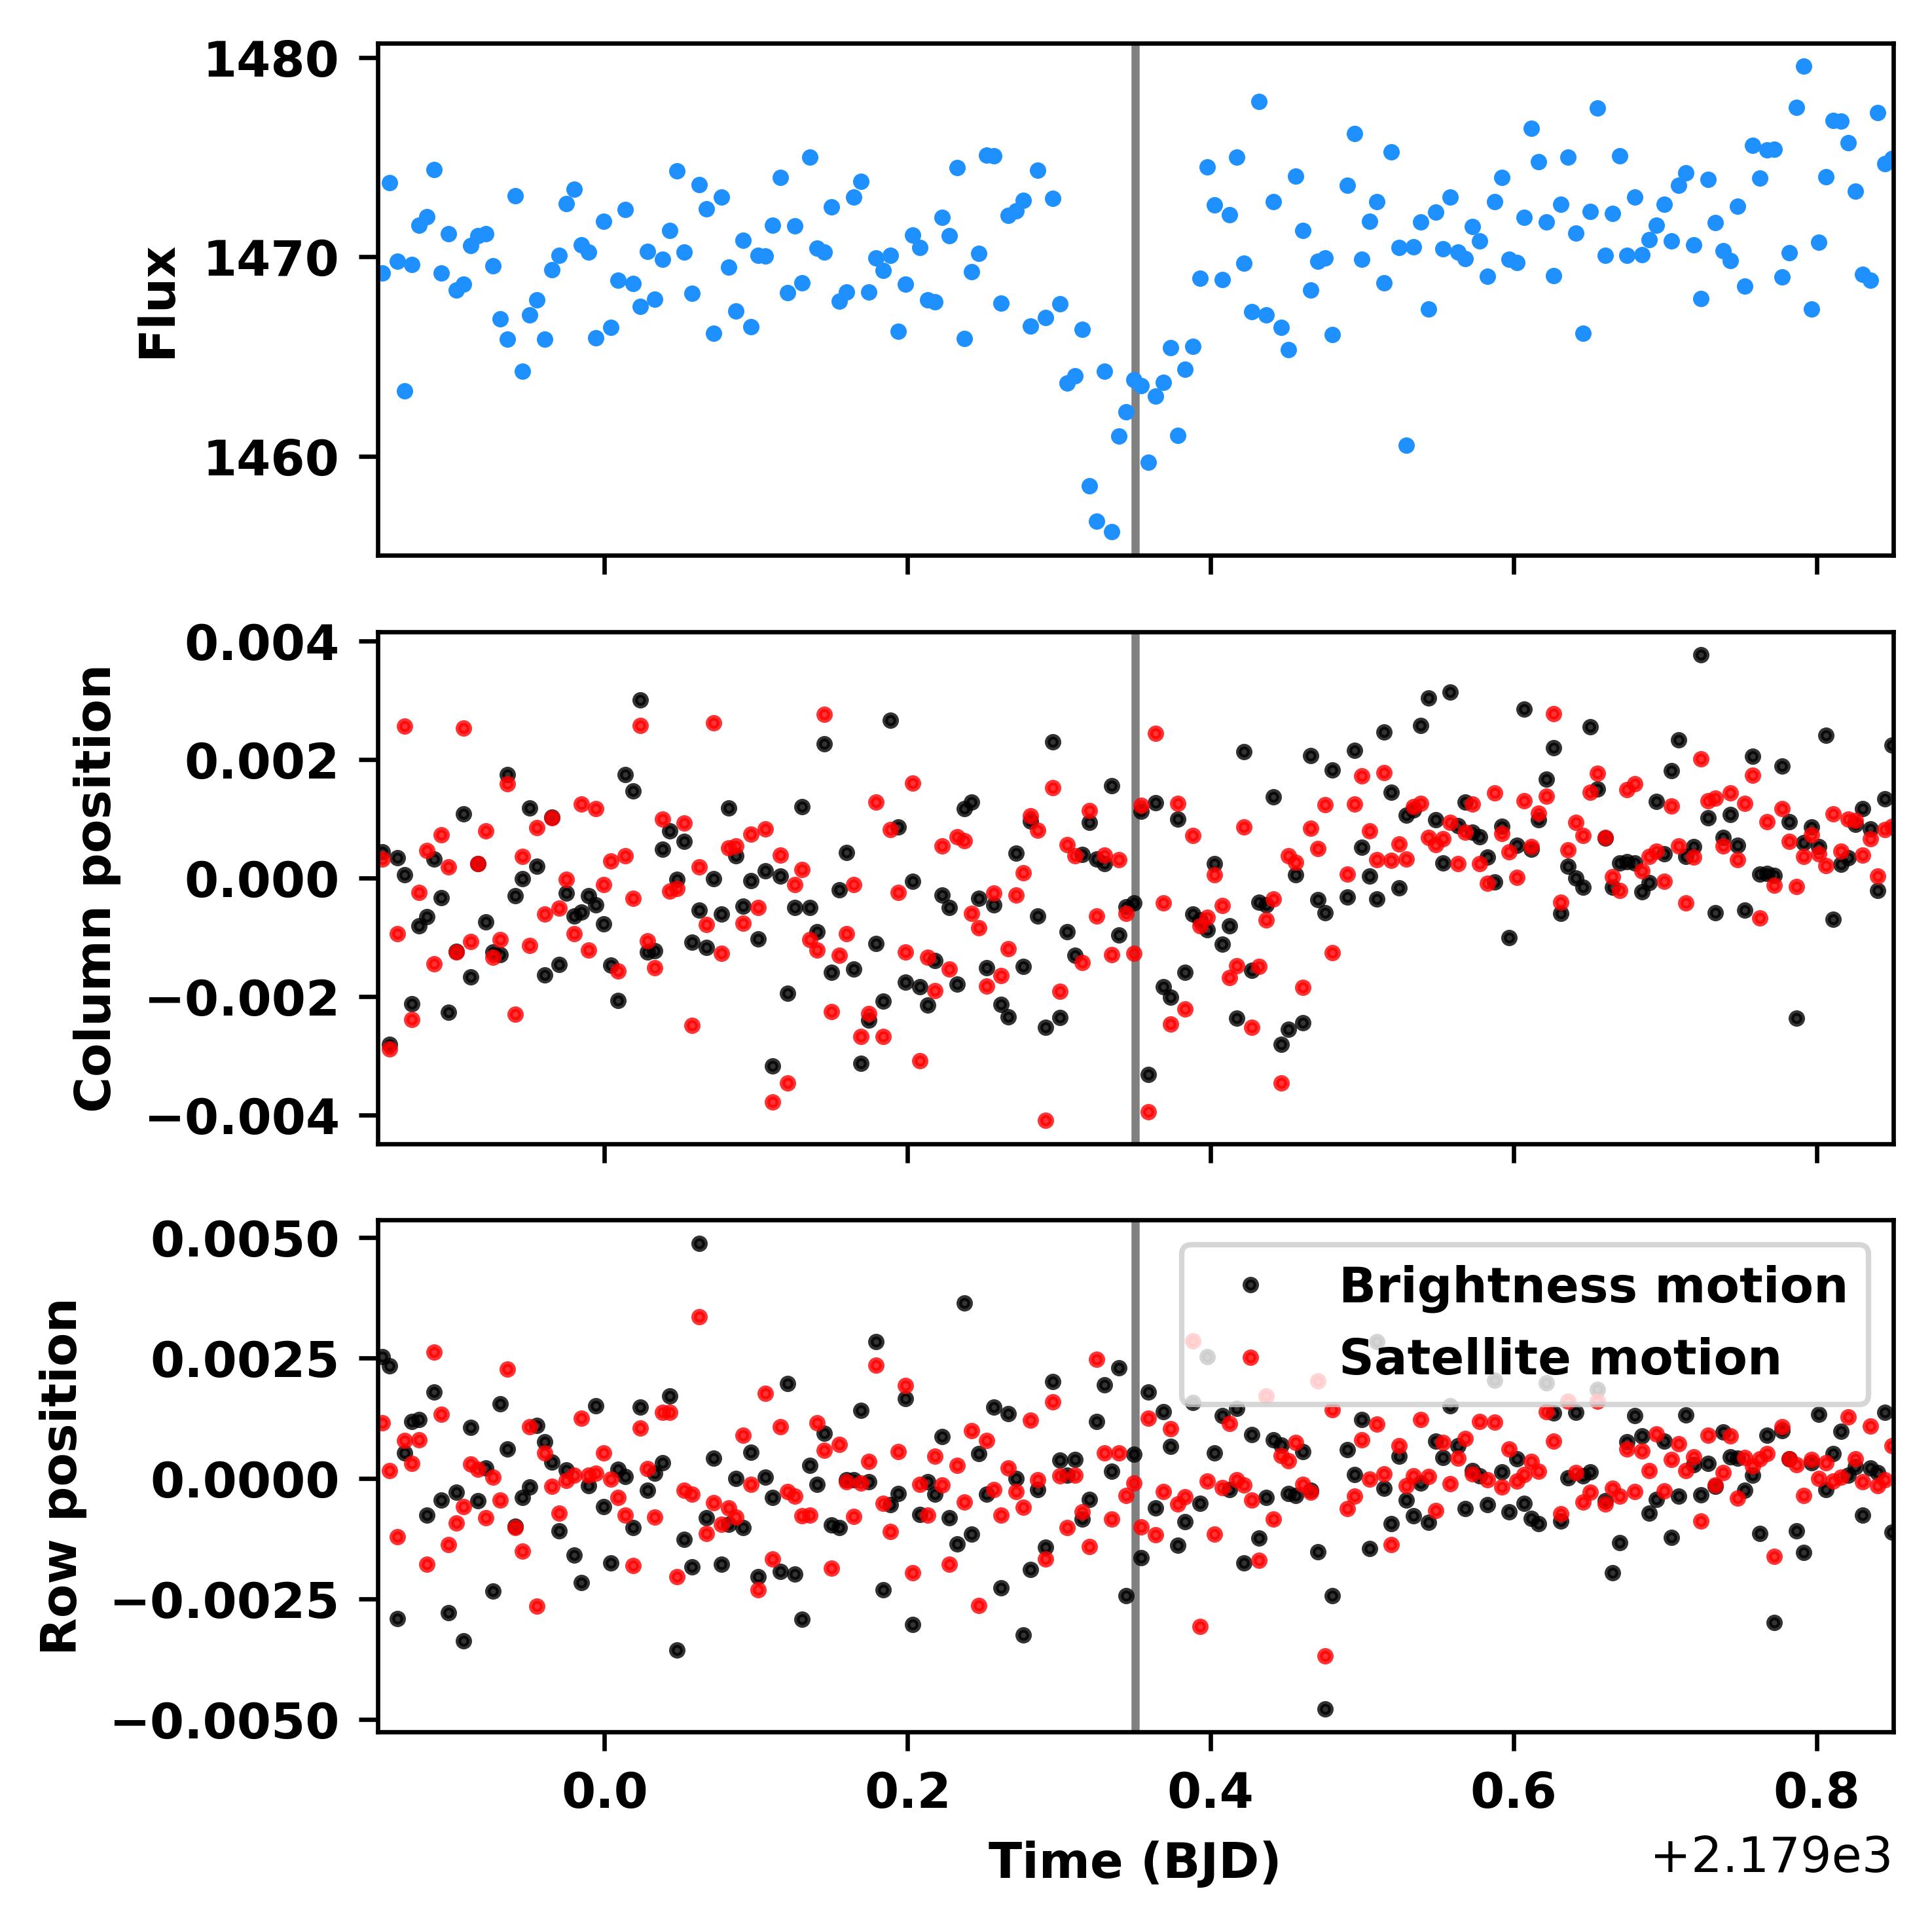 1480
1470
1460
Flux
0.004
0.002
0.000
−0.002
−0.004
Column position
0.0050
0.0025
0.0000
−0.0025
−0.0050
Row position
Brightness motion
Satellite motion
0.0 0.2 0.4 0.6 0.8
Time (BJD)
+2.179e3